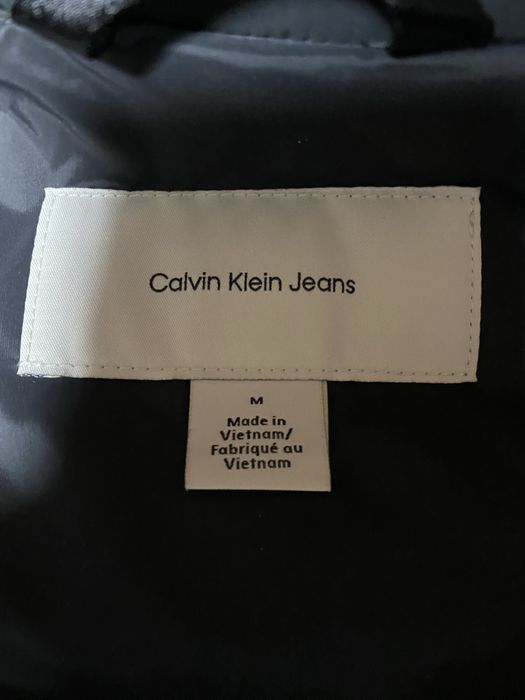 Calvin Klein Jeans
M
Made in
Vietnam/
Fabriqué au
Vietnam